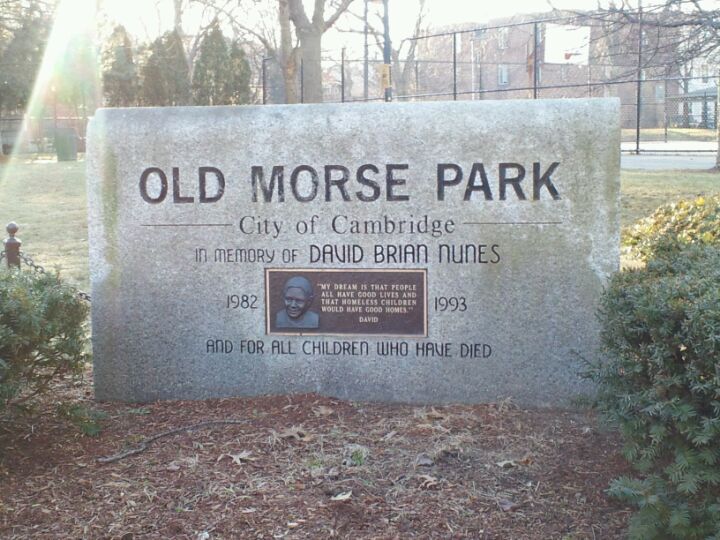 OLD MORSE PARK
City of Cambridge
IN MEMORY OF DAVID BRIAN NUNES
1982
"MY DREAM IS THAT PEOPLE
ALL HAVE GOOD LIVES AND
THAT HOMELESS CHILDREN
WOULD HAVE GOOD HOMES."
DAVID
1993
AND FOR ALL CHILDREN WHO HAVE DIED